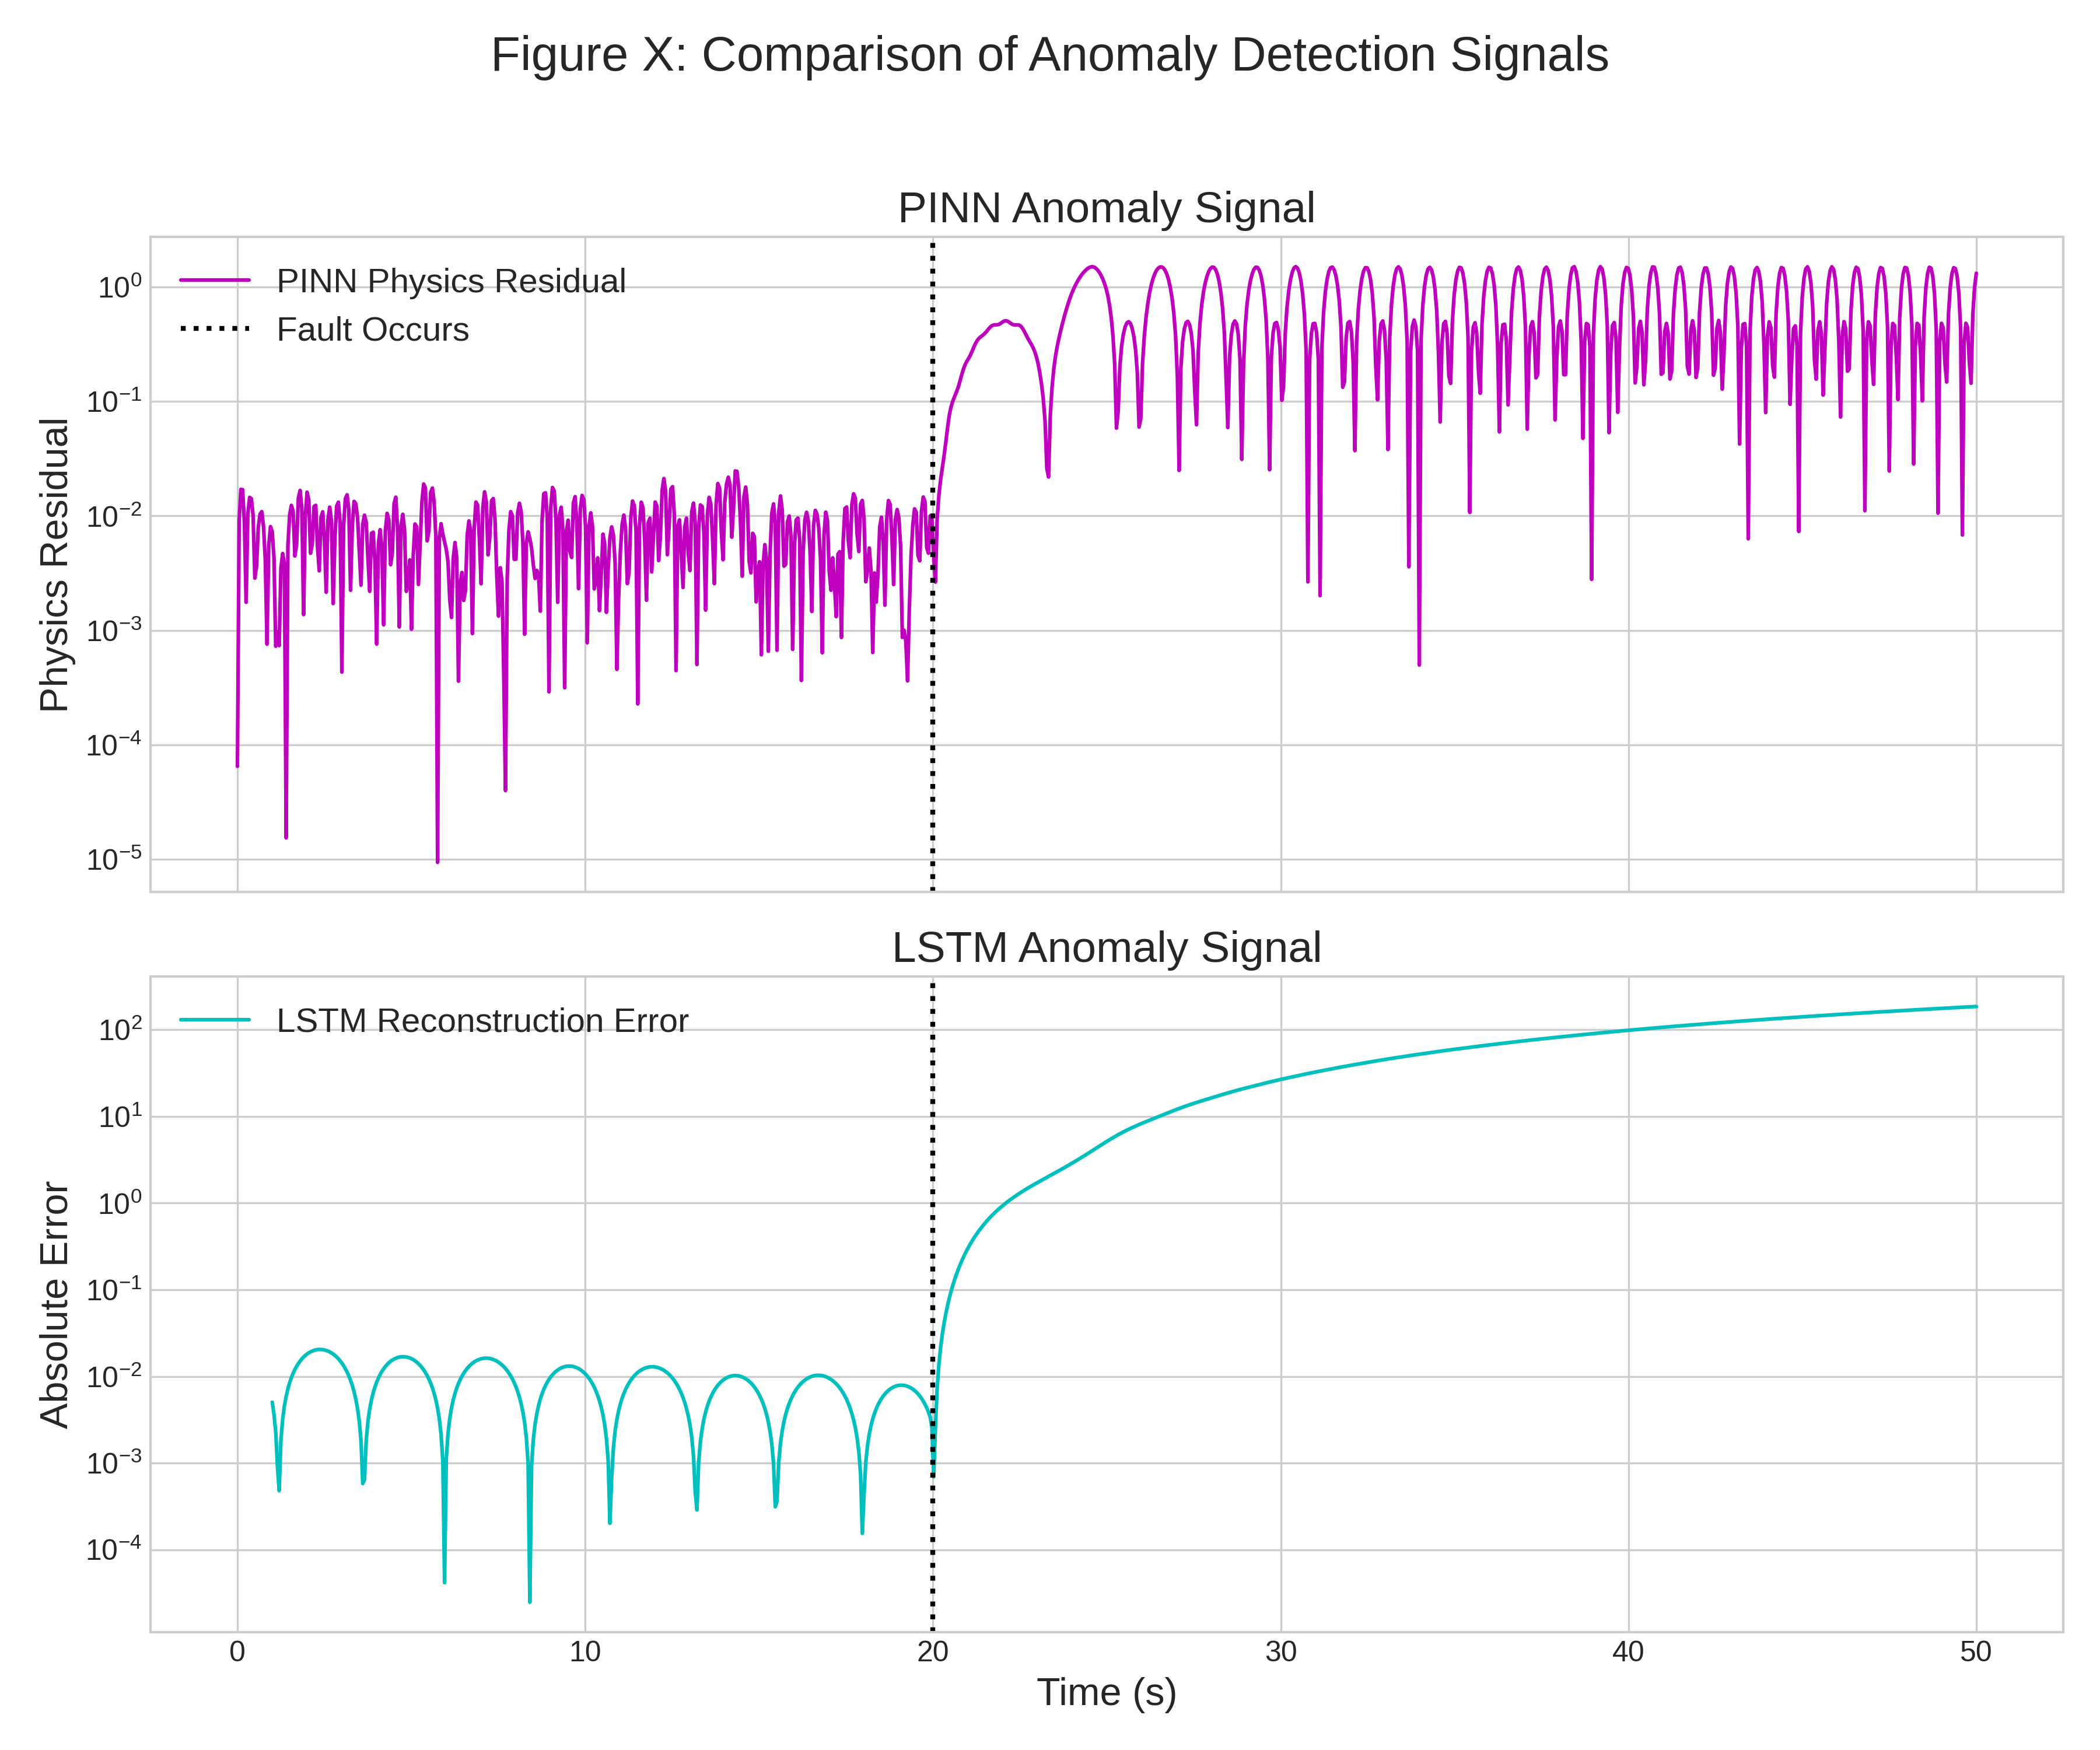 Figure X: Comparison of Anomaly Detection Signals
PINN Anomaly Signal
PINN Physics Residual
Fault Occurs
Physics Residual
10⁰
10⁻¹
10⁻²
10⁻³
10⁻⁴
10⁻⁵
LSTM Anomaly Signal
LSTM Reconstruction Error
Absolute Error
10²
10¹
10⁰
10⁻¹
10⁻²
10⁻³
10⁻⁴
0 10 20 30 40 50
Time (s)